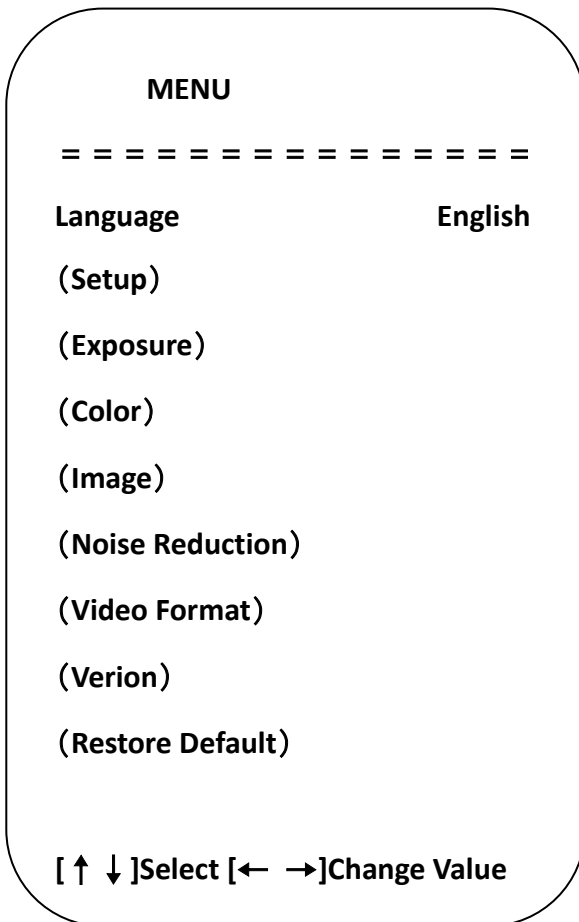 MENU
= = = = = = = = = = = = = = =
Language English
（Setup）
（Exposure）
（Color）
（Image）
（Noise Reduction）
（Video Format）
（Verion）
（Restore Default）
[↑ ↓]Select [← →]Change Value